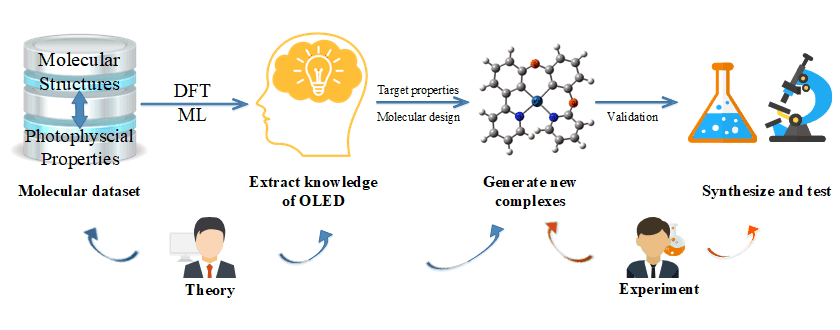 Molecular
Structures
Photophyscial
Properties
Molecular dataset
DFT
ML
Extract knowledge
of OLED
Target properties
Molecular design
Generate new
complexes
Validation
Synthesize and test
Theory
Experiment